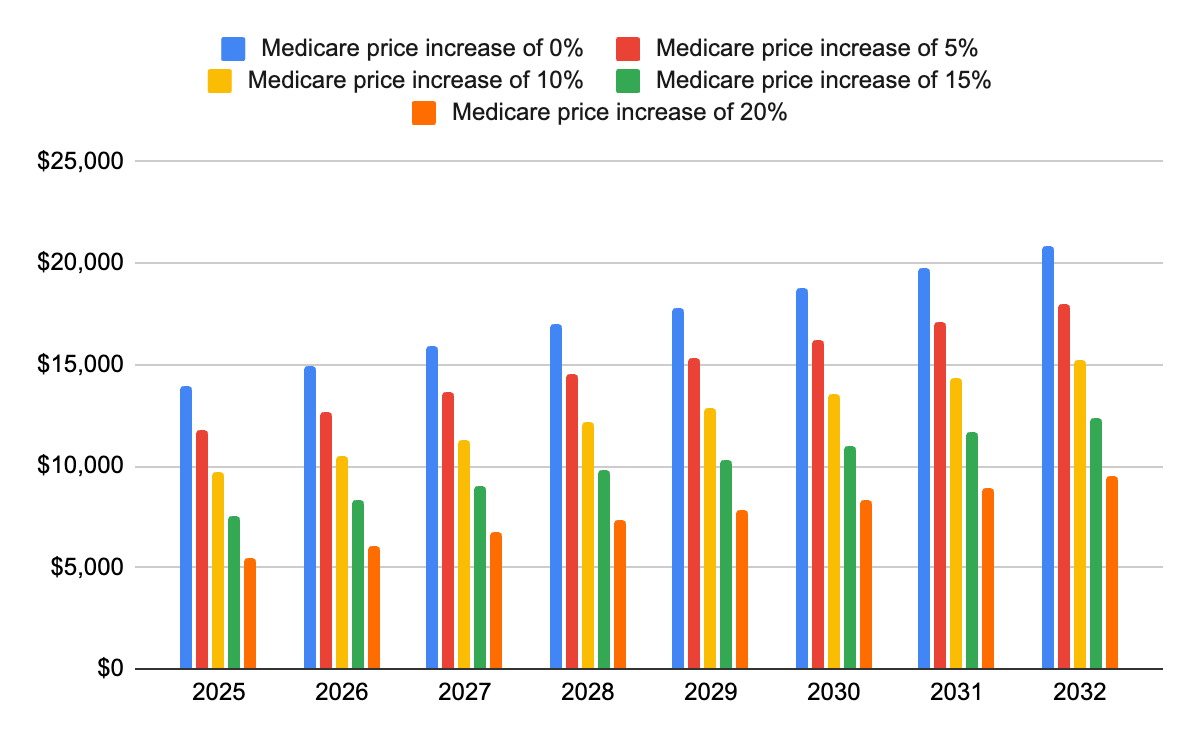 Medicare price increase of 0% Medicare price increase of 5%
Medicare price increase of 10% Medicare price increase of 15%
Medicare price increase of 20%
$25,000
$20,000
$15,000
$10,000
$5,000
$0
2025 2026 2027 2028 2029 2030 2031 2032